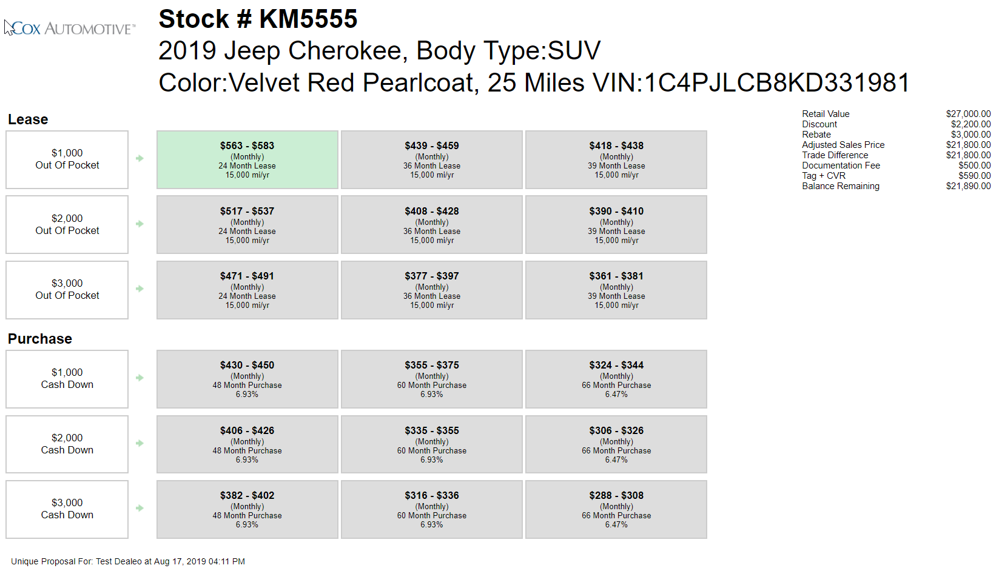 COX AUTOMOTIVE™
Stock # KM5555
2019 Jeep Cherokee, Body Type:SUV
Color:Velvet Red Pearlcoat, 25 Miles VIN:1C4PJLCB8KD331981
Retail Value $27,000.00
Discount $2,200.00
Rebate $3,000.00
Adjusted Sales Price $21,800.00
Trade Difference $21,800.00
Documentation Fee $500.00
Tag + CVR $590.00
Balance Remaining $21,890.00
Lease
$1,000
Out Of Pocket
$563 - $583
(Monthly)
24 Month Lease
15,000 mi/yr
$439 - $459
(Monthly)
36 Month Lease
15,000 mi/yr
$418 - $438
(Monthly)
39 Month Lease
15,000 mi/yr
$2,000
Out Of Pocket
$517 - $537
(Monthly)
24 Month Lease
15,000 mi/yr
$408 - $428
(Monthly)
36 Month Lease
15,000 mi/yr
$390 - $410
(Monthly)
39 Month Lease
15,000 mi/yr
$3,000
Out Of Pocket
$471 - $491
(Monthly)
24 Month Lease
15,000 mi/yr
$377 - $397
(Monthly)
36 Month Lease
15,000 mi/yr
$361 - $381
(Monthly)
39 Month Lease
15,000 mi/yr
Purchase
$1,000
Cash Down
$430 - $450
(Monthly)
48 Month Purchase
6.93%
$355 - $375
(Monthly)
60 Month Purchase
6.93%
$324 - $344
(Monthly)
66 Month Purchase
6.47%
$2,000
Cash Down
$406 - $426
(Monthly)
48 Month Purchase
6.93%
$335 - $355
(Monthly)
60 Month Purchase
6.93%
$306 - $326
(Monthly)
66 Month Purchase
6.47%
$3,000
Cash Down
$382 - $402
(Monthly)
48 Month Purchase
6.93%
$316 - $336
(Monthly)
60 Month Purchase
6.93%
$288 - $308
(Monthly)
66 Month Purchase
6.47%
Unique Proposal For: Test Dealeo at Aug 17, 2019 04:11 PM